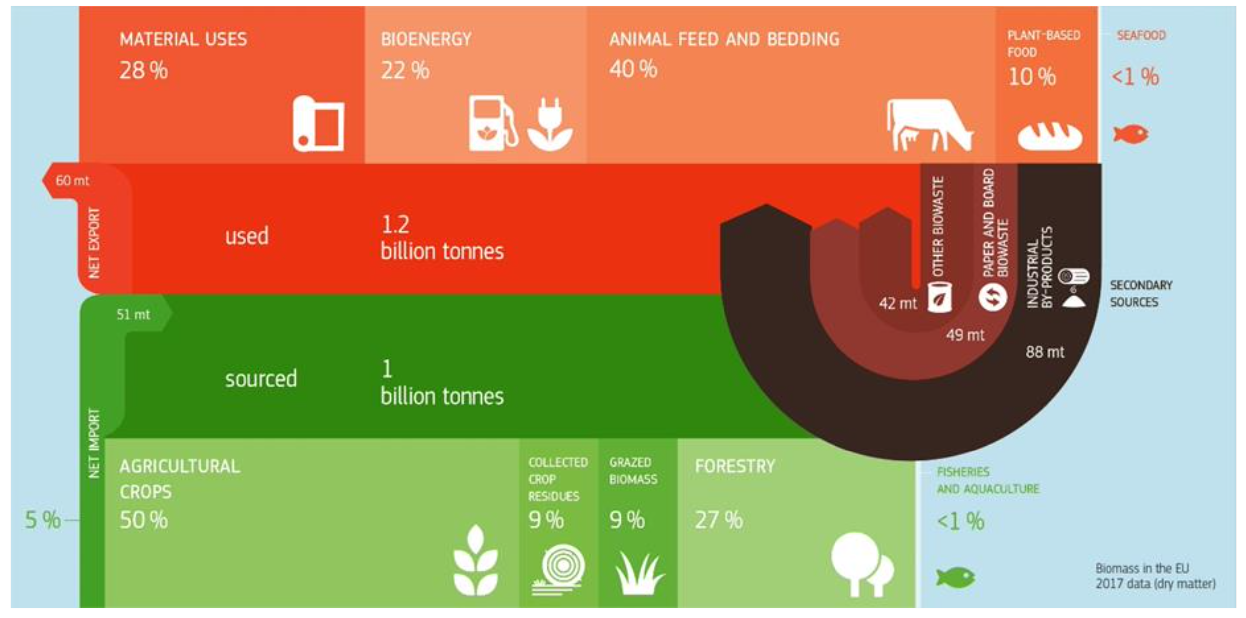 MATERIAL USES
28 %
BIOENERGY
22 %
ANIMAL FEED AND BEDDING
40 %
PLANT-BASED
FOOD
10 %
SEAFOOD
<1 %
60 mt
NET EXPORT
used
1.2
billion tonnes
OTHER BIOWASTE
PAPER AND BOARD
BIOWASTE
INDUSTRIAL
BY-PRODUCTS
SECONDARY
SOURCES
42 mt
49 mt
88 mt
51 mt
NET IMPORT
sourced
1
billion tonnes
5 %
AGRICULTURAL
CROPS
50 %
COLLECTED
CROP
RESIDUES
9 %
GRAZED
BIOMASS
9 %
FORESTRY
27 %
FISHERIES
AND AQUACULTURE
<1 %
Biomass in the EU
2017 data (dry matter)